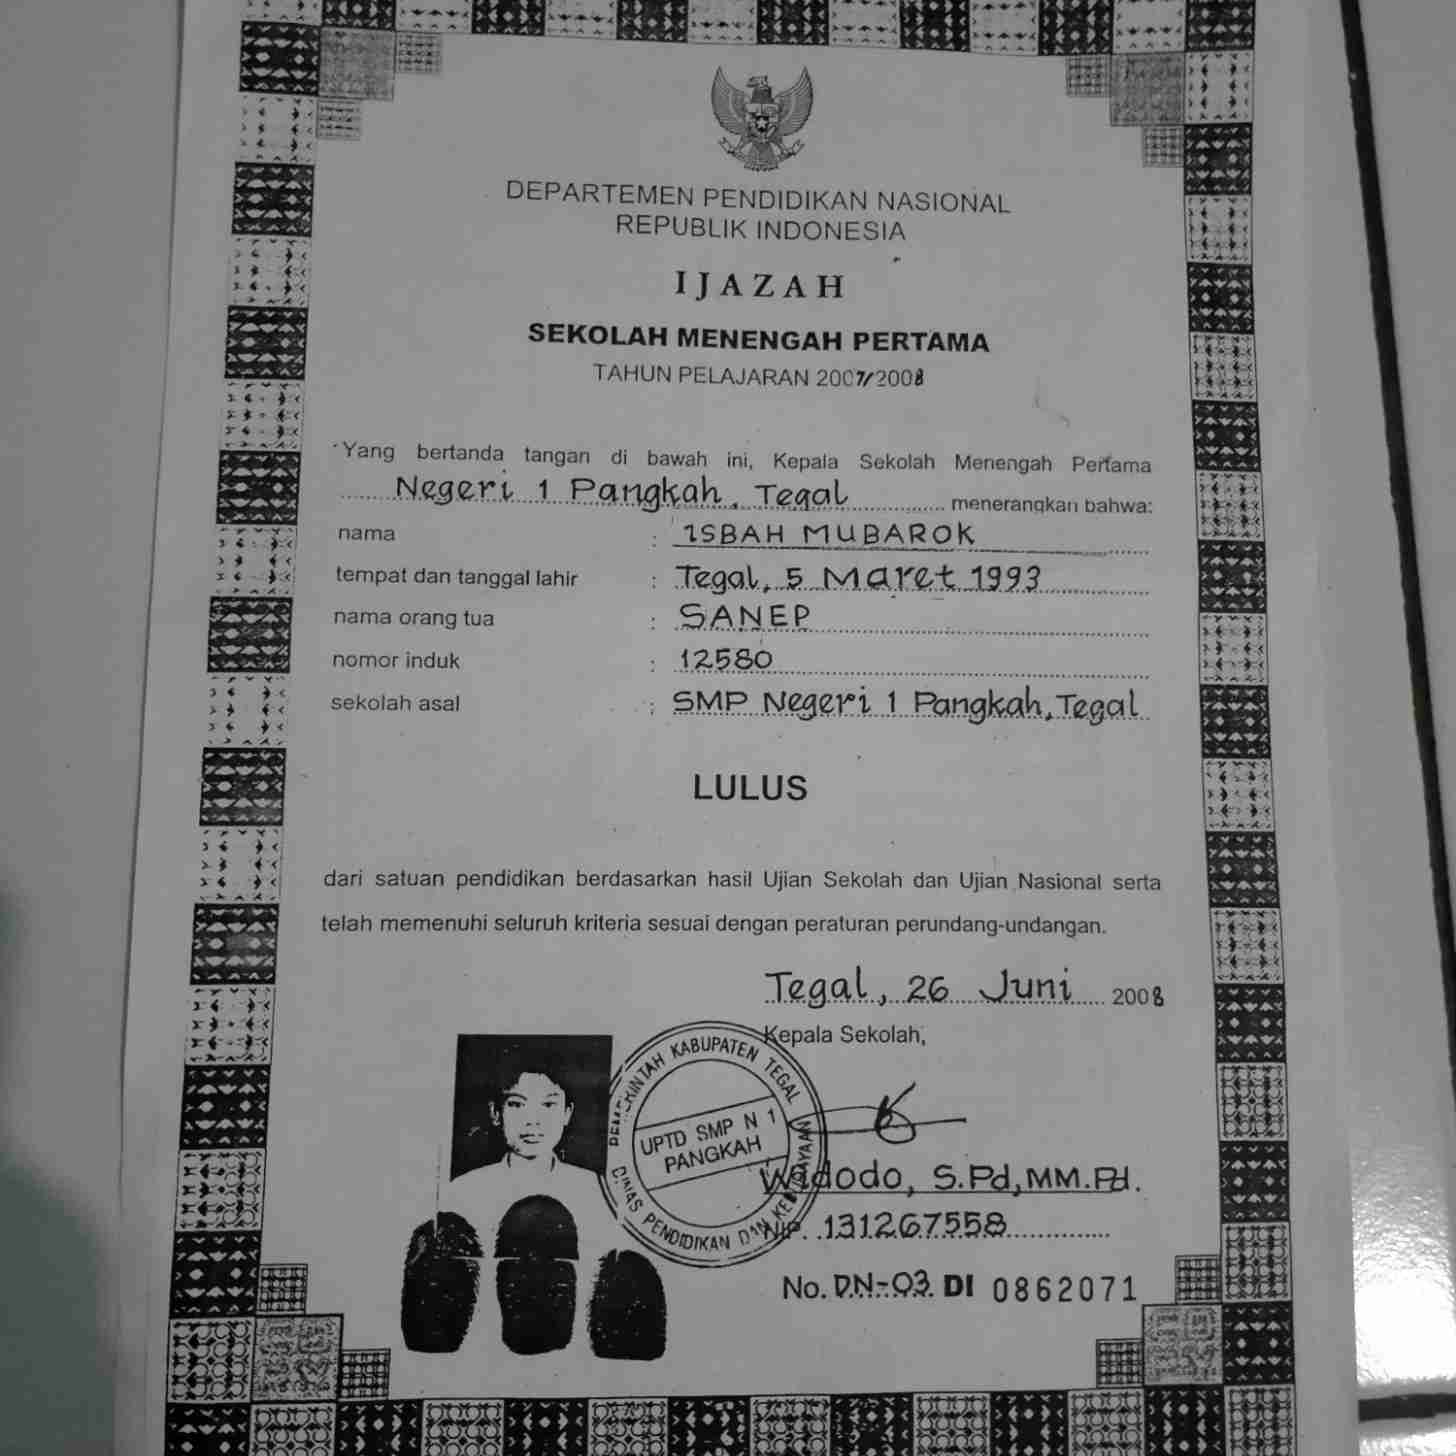 DEPARTEMEN PENDIDIKAN NASIONAL
REPUBLIK INDONESIA
IJAZAH
SEKOLAH MENENGAH PERTAMA
TAHUN PELAJARAN 2007/2008
Yang bertanda tangan di bawah ini, Kepala Sekolah Menengah Pertama
Negeri 1 Pangkah, Tegal menerangkan bahwa:
nama : ISBAH MUBAROK
tempat dan tanggal lahir : Tegal, 5 Maret 1993
nama orang tua : SANEP
nomor induk : 12580
sekolah asal : SMP Negeri 1 Pangkah, Tegal
LULUS
dari satuan pendidikan berdasarkan hasil Ujian Sekolah dan Ujian Nasional serta
telah memenuhi seluruh kriteria sesuai dengan peraturan perundang-undangan.
Tegal, 26 Juni 2008
Kepala Sekolah,
PEMERINTAH KABUPATEN TEGAL
UPTD SMP N 1
PANGKAH
DINAS PENDIDIKAN DAN KEBUDAYAAN
Widodo, S.Pd, MM.Pd.
Nip. 131267558
No. DN-03 DI 0862071